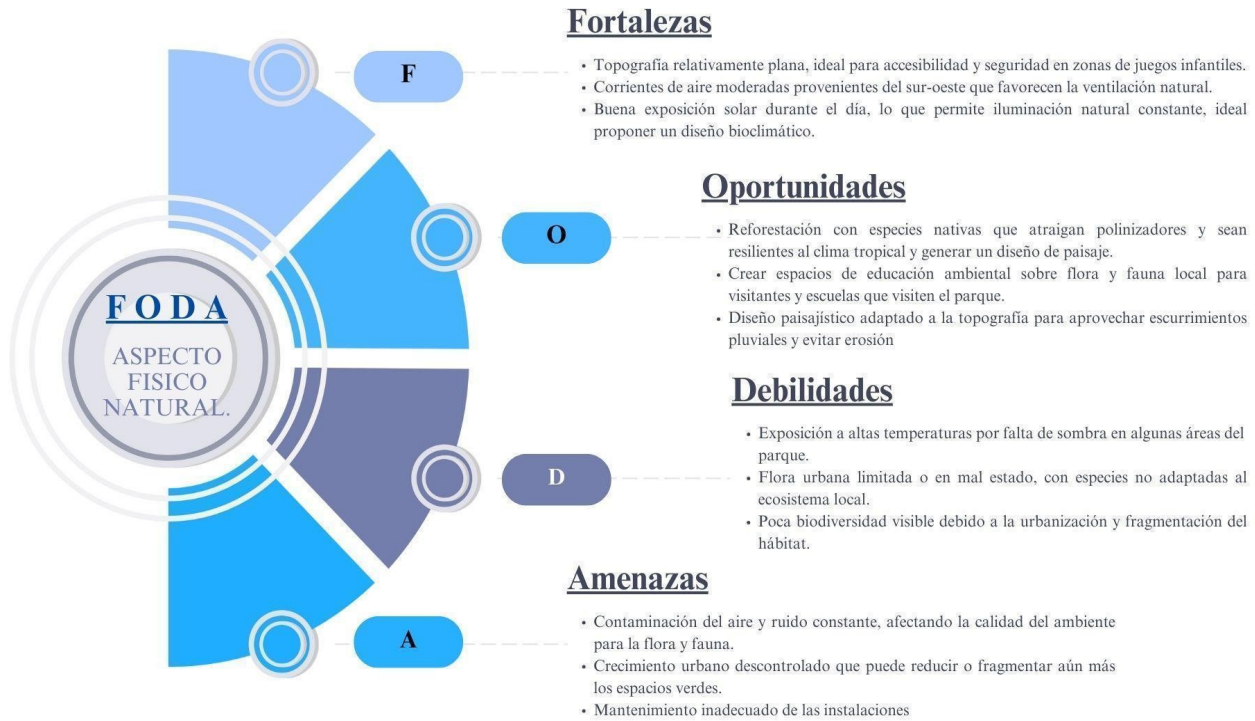 Fortalezas
F
• Topografía relativamente plana, ideal para accesibilidad y seguridad en zonas de juegos infantiles.
• Corrientes de aire moderadas provenientes del sur-oeste que favorecen la ventilación natural.
• Buena exposición solar durante el día, lo que permite iluminación natural constante, ideal
proponer un diseño bioclimático.
Oportunidades
O
• Reforestación con especies nativas que atraigan polinizadores y sean
resilientes al clima tropical y generar un diseño de paisaje.
• Crear espacios de educación ambiental sobre flora y fauna local para
visitantes y escuelas que visiten el parque.
• Diseño paisajístico adaptado a la topografía para aprovechar escurrimientos
pluviales y evitar erosión
FODA
ASPECTO
FISICO
NATURAL.
Debilidades
D
• Exposición a altas temperaturas por falta de sombra en algunas áreas del
parque.
• Flora urbana limitada o en mal estado, con especies no adaptadas al
ecosistema local.
• Poca biodiversidad visible debido a la urbanización y fragmentación del
hábitat.
Amenazas
A
• Contaminación del aire y ruido constante, afectando la calidad del ambiente
para la flora y fauna.
• Crecimiento urbano descontrolado que puede reducir o fragmentar aún más
los espacios verdes.
• Mantenimiento inadecuado de las instalaciones